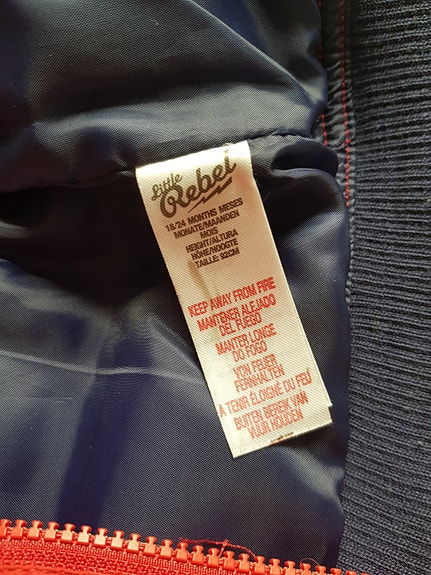 Little
Rebel
18/24 MONTHS MESES
MONATE/MAANDEN
MOIS
HEIGHT/ALTURA
HÖHE/HOOGTE
TAILLE: 92CM
KEEP AWAY FROM FIRE
MANTENER ALEJADO
DEL FUEGO
MANTER LONGE
DO FOGO
VON FEUER
FERNHALTEN
A TENIR ÉLOIGNÉ DU FEU
BUITEN BEREIK VAN
VUUR HOUDEN